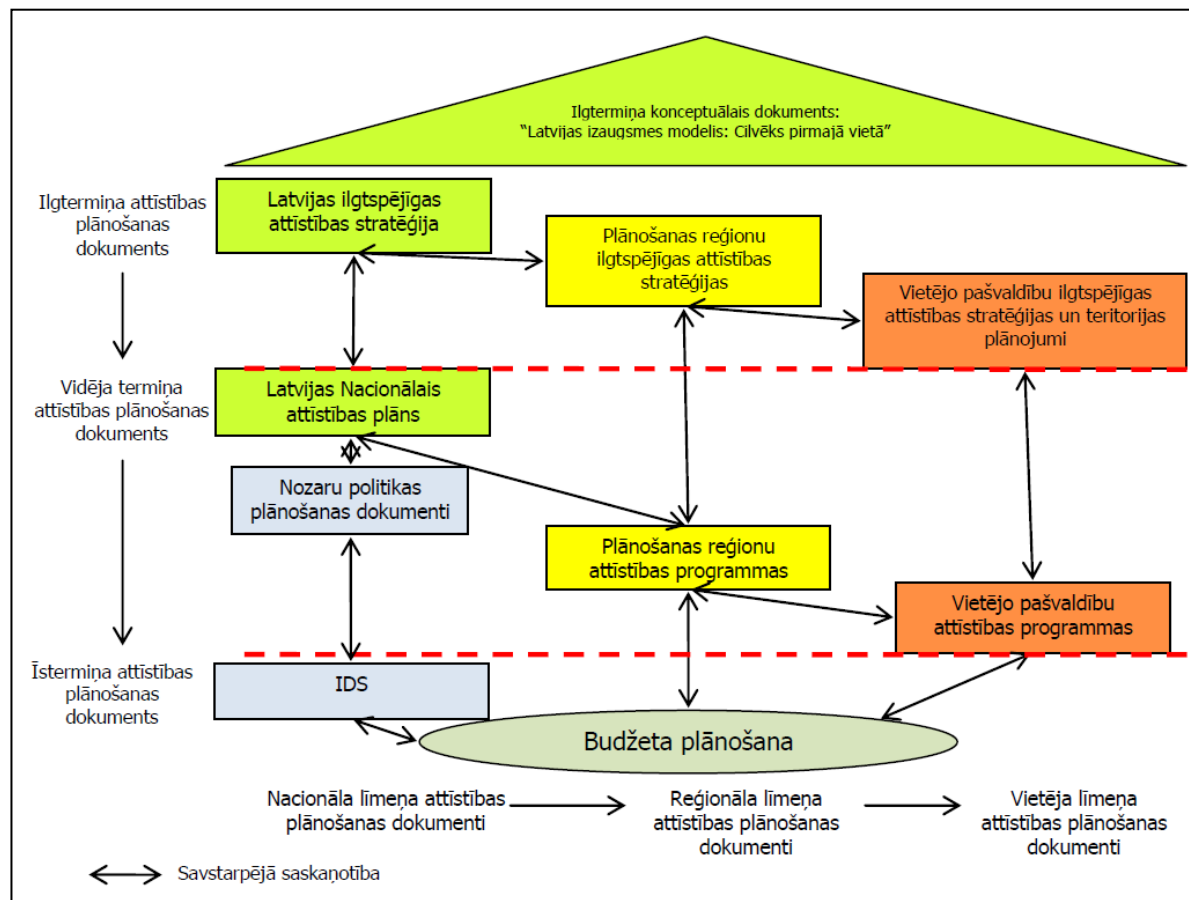 Ilgtermiņa konceptuālais dokuments:
“Latvijas izaugsmes modelis: Cilvēks pirmajā vietā”
Ilgtermiņa attīstības
plānošanas
dokuments
Latvijas ilgtspējīgas
attīstības stratēģija
Plānošanas reģionu
ilgtspējīgas attīstības
stratēģijas
Vietējo pašvaldību ilgtspējīgas
attīstības stratēģijas un teritorijas
plānojumi
Vidēja termiņa
attīstības plānošanas
dokuments
Latvijas Nacionālais
attīstības plāns
Nozaru politikas
plānošanas dokumenti
Plānošanas reģionu
attīstības programmas
Vietējo pašvaldību
attīstības programmas
Īstermiņa attīstības
plānošanas
dokuments
IDS
Budžeta plānošana
Nacionāla līmeņa attīstības
plānošanas dokumenti
Reģionāla līmeņa
attīstības plānošanas
dokumenti
Vietēja līmeņa
attīstības plānošanas
dokumenti
Savstarpējā saskaņotība